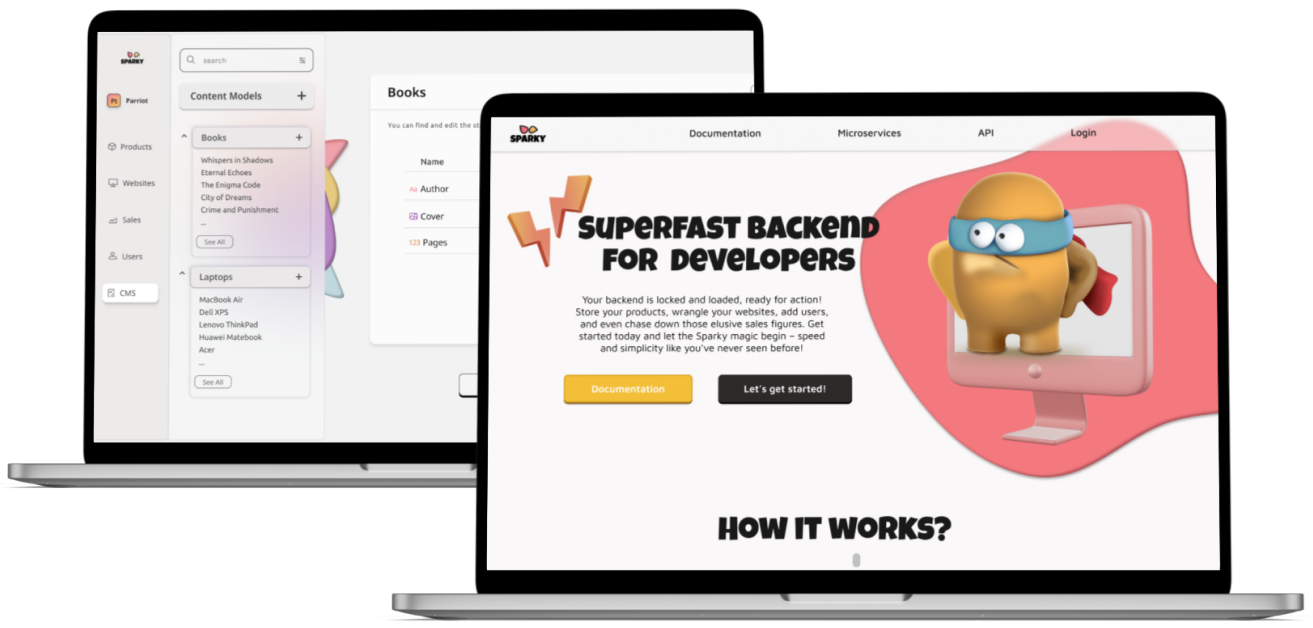 SPARKY
search
Pt Parriot
Content Models +
Products
Websites
Sales
Users
CMS
Books +
Whispers in Shadows
Eternal Echoes
The Enigma Code
City of Dreams
Crime and Punishment
...
See All
Laptops +
MacBook Air
Dell XPS
Lenovo ThinkPad
Huawei Matebook
Acer
...
See All
Books
You can find and edit the st
Name
Aa Author
Cover
123 Pages
SPARKY
Documentation
Microservices
API
Login
SUPERFAST BACKEND
FOR DEVELOPERS
Your backend is locked and loaded, ready for action!
Store your products, wrangle your websites, add users,
and even chase down those elusive sales figures. Get
started today and let the Sparky magic begin – speed
and simplicity like you've never seen before!
Documentation
Let's get started!
HOW IT WORKS?